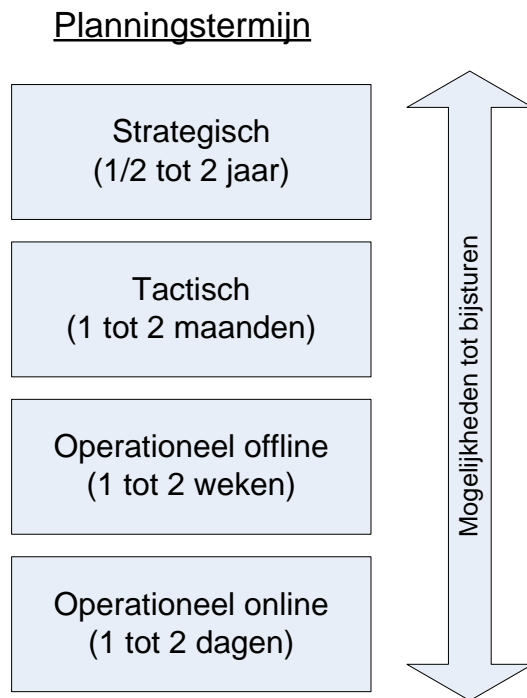 Planningstermijn
Strategisch
(1/2 tot 2 jaar)
Tactisch
(1 tot 2 maanden)
Operationeel offline
(1 tot 2 weken)
Operationeel online
(1 tot 2 dagen)
Mogelijkheden tot bijsturen